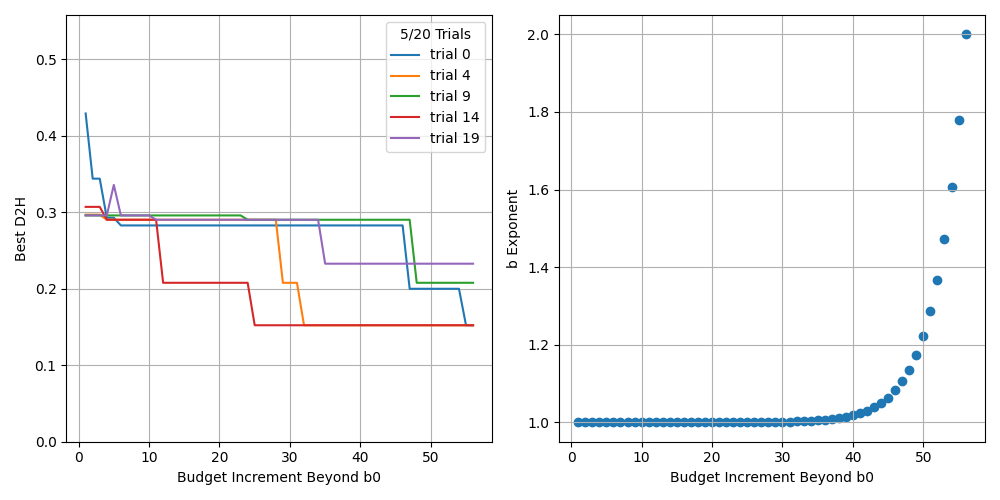 Best D2H
0.5
0.4
0.3
0.2
0.1
0.0
0
10
20
30
40
50
Budget Increment Beyond b0
5/20 Trials
trial 0
trial 4
trial 9
trial 14
trial 19
b Exponent
2.0
1.8
1.6
1.4
1.2
1.0
0
10
20
30
40
50
Budget Increment Beyond b0